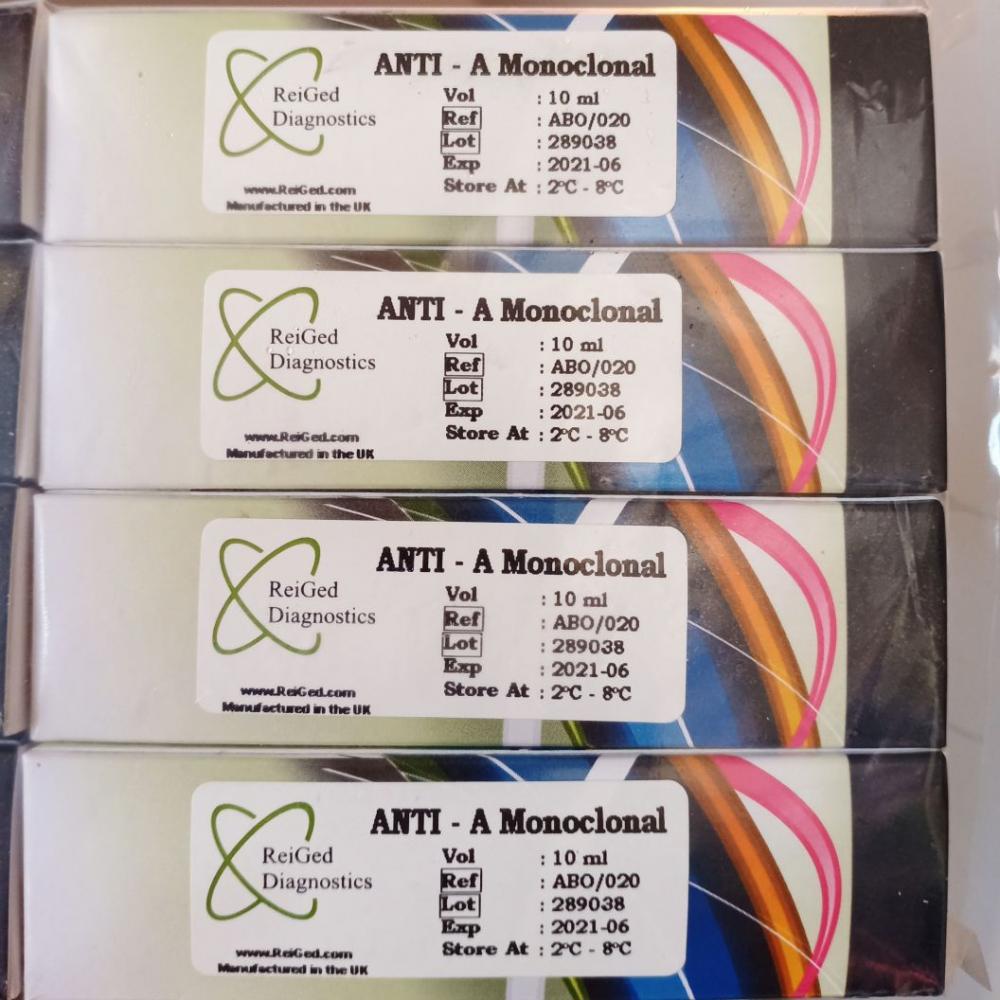 ANTI - A Monoclonal
ReiGed
Diagnostics
Vol : 10 ml
Ref : ABO/020
Lot : 289038
Exp : 2021-06
Store At : 2°C - 8°C
www.ReiGed.com
Manufactured in the UK
ANTI - A Monoclonal
ReiGed
Diagnostics
Vol : 10 ml
Ref : ABO/020
Lot : 289038
Exp : 2021-06
Store At : 2°C - 8°C
www.ReiGed.com
Manufactured in the UK
ANTI - A Monoclonal
ReiGed
Diagnostics
Vol : 10 ml
Ref : ABO/020
Lot : 289038
Exp : 2021-06
Store At : 2°C - 8°C
www.ReiGed.com
Manufactured in the UK
ANTI - A Monoclonal
ReiGed
Diagnostics
Vol : 10 ml
Ref : ABO/020
Lot : 289038
Exp : 2021-06
Store At : 2°C - 8°C
www.ReiGed.com
Manufactured in the UK